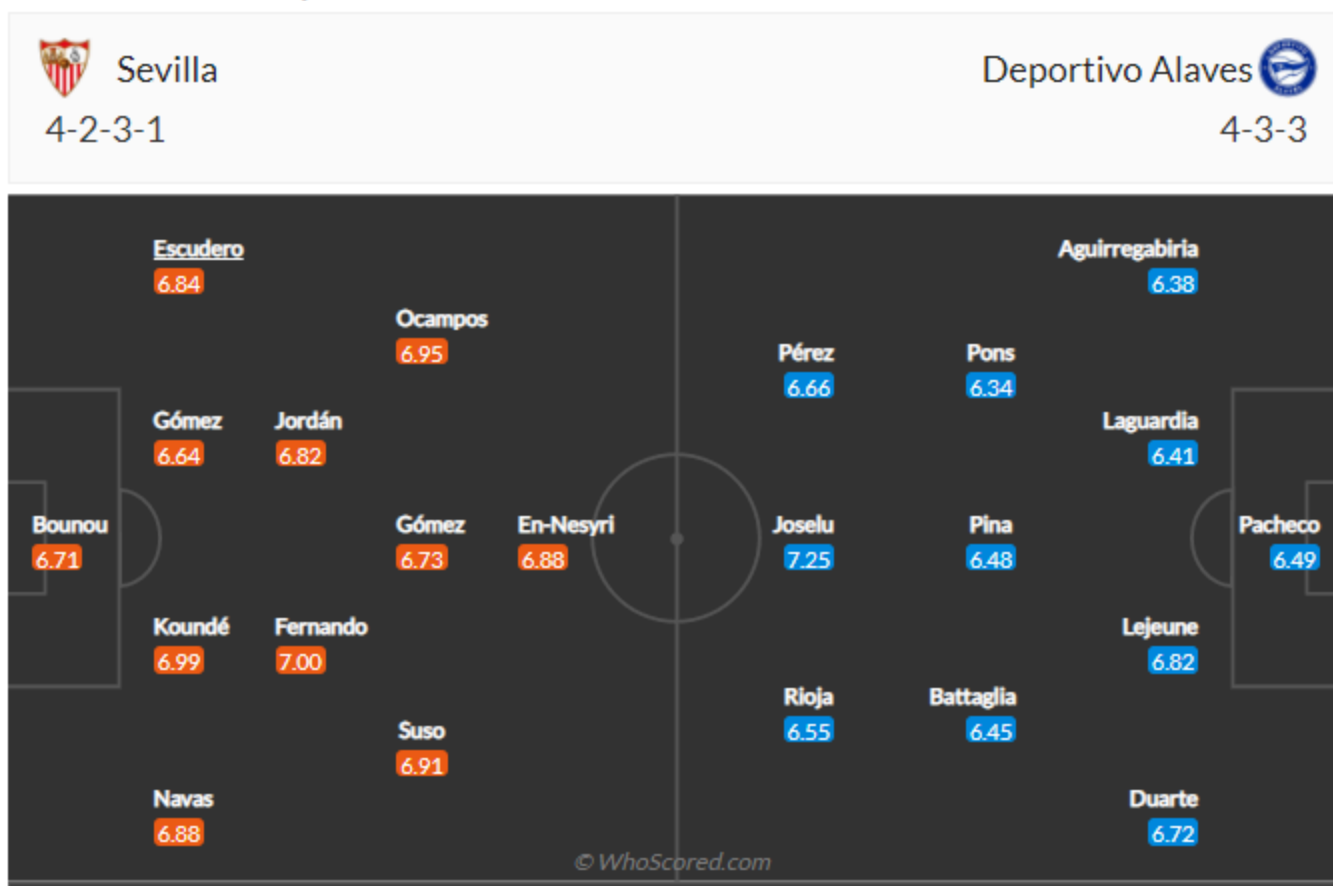 Sevilla
Deportivo Alaves
4-2-3-1
4-3-3
Escudero
6.84
Aguirregabiria
6.38
Ocampos
6.95
Pérez
6.66
Pons
6.34
Gómez
6.64
Jordán
6.82
Laguardia
6.41
Bounou
6.71
Gómez
6.73
En-Nesyri
6.88
Joselu
7.25
Pina
6.48
Pacheco
6.49
Koundé
6.99
Fernando
7.00
Lejeune
6.82
Rioja
6.55
Battaglia
6.45
Suso
6.91
Navas
6.88
Duarte
6.72
© WhoScored.com